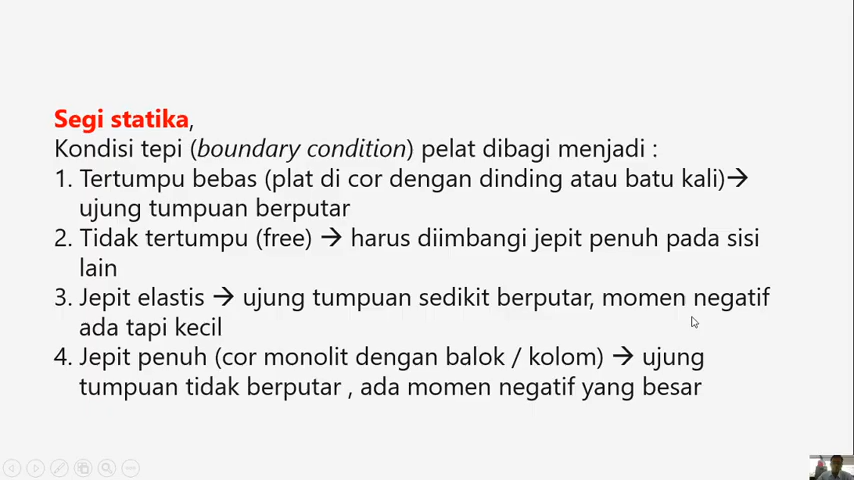 Segi statika,
Kondisi tepi (boundary condition) pelat dibagi menjadi :
1. Tertumpu bebas (plat di cor dengan dinding atau batu kali)→
ujung tumpuan berputar
2. Tidak tertumpu (free) → harus diimbangi jepit penuh pada sisi
lain
3. Jepit elastis → ujung tumpuan sedikit berputar, momen negatif
ada tapi kecil
4. Jepit penuh (cor monolit dengan balok / kolom) → ujung
tumpuan tidak berputar , ada momen negatif yang besar